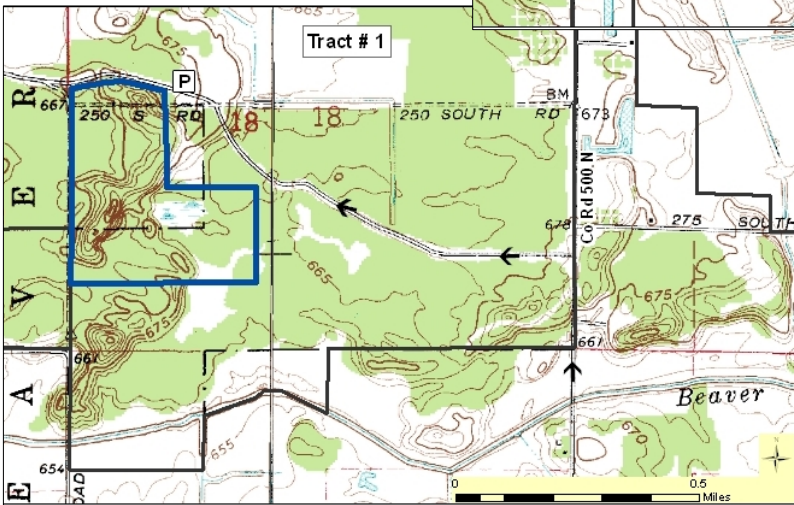 Tract # 1
675
P
R
667
250 S RD
18
18
250 SOUTH RD
BM
673
E
Co Rd 500 N
678
275 SOUTH
665
V
675
675
661
661
A
Beaver
670
655
654
E
OAD
N
0 0.5
Miles